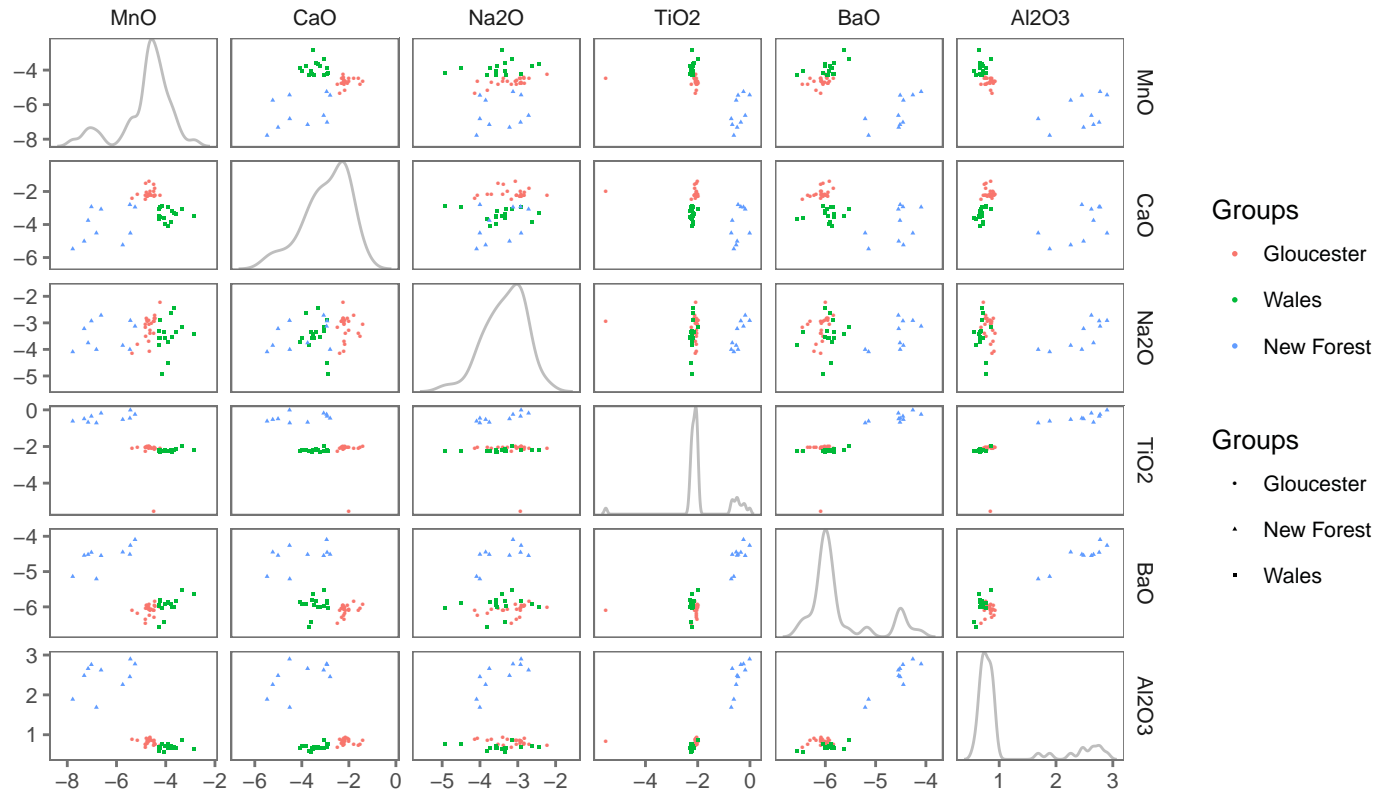 MnO CaO Na2O TiO2 BaO Al2O3
−4
−6
−8
MnO
−2
−4
−6
CaO
−2
−3
−4
−5
Na2O
0
−2
−4
TiO2
−4
−5
−6
BaO
3
2
1
Al2O3
−8 −6 −4 −2 −6 −4 −2 0 −5 −4 −3 −2 −4 −2 0 −6 −5 −4 1 2 3
Groups
Gloucester
Wales
New Forest
Groups
Gloucester
New Forest
Wales